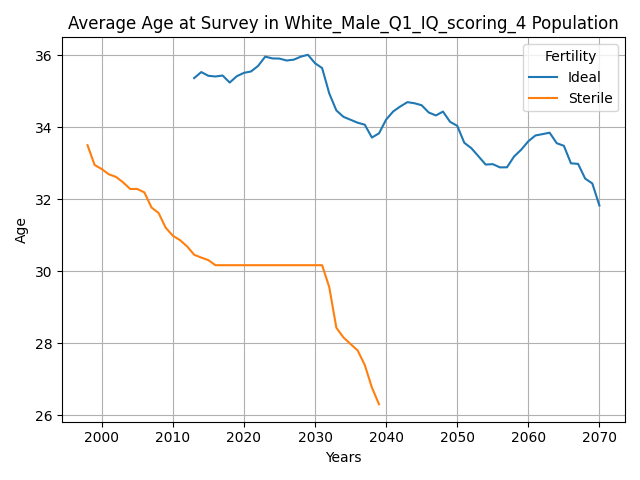 Average Age at Survey in White_Male_Q1_IQ_scoring_4 Population
Fertility
Ideal
Sterile
Age
36
34
32
30
28
26
2000
2010
2020
2030
2040
2050
2060
2070
Years